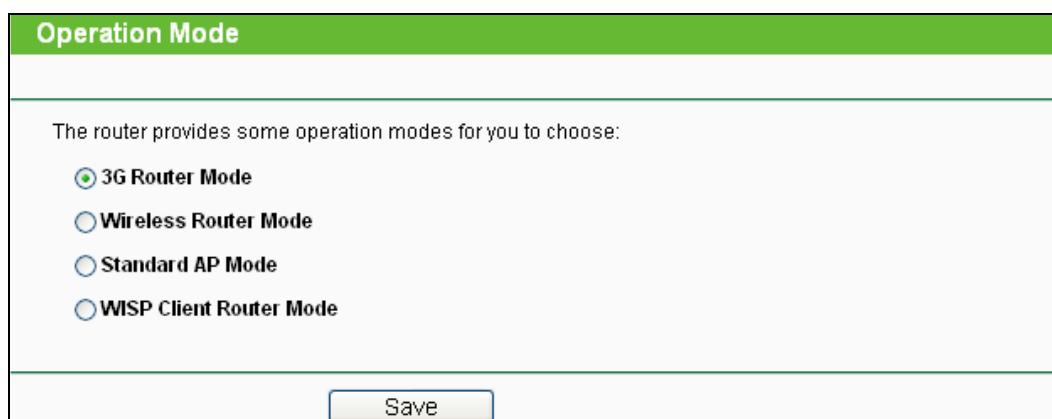 Operation Mode
The router provides some operation modes for you to choose:
3G Router Mode
Wireless Router Mode
Standard AP Mode
WISP Client Router Mode
Save